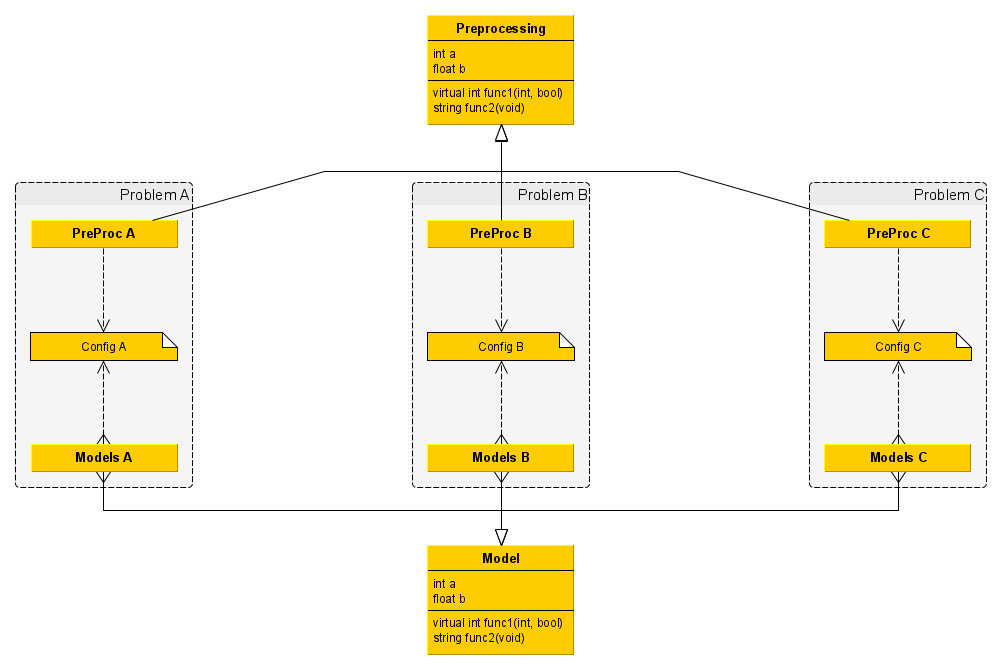 Preprocessing
int a
float b
virtual int func1(int, bool)
string func2(void)
Problem A
Problem B
Problem C
PreProc A
PreProc B
PreProc C
Config A
Config B
Config C
Models A
Models B
Models C
Model
int a
float b
virtual int func1(int, bool)
string func2(void)